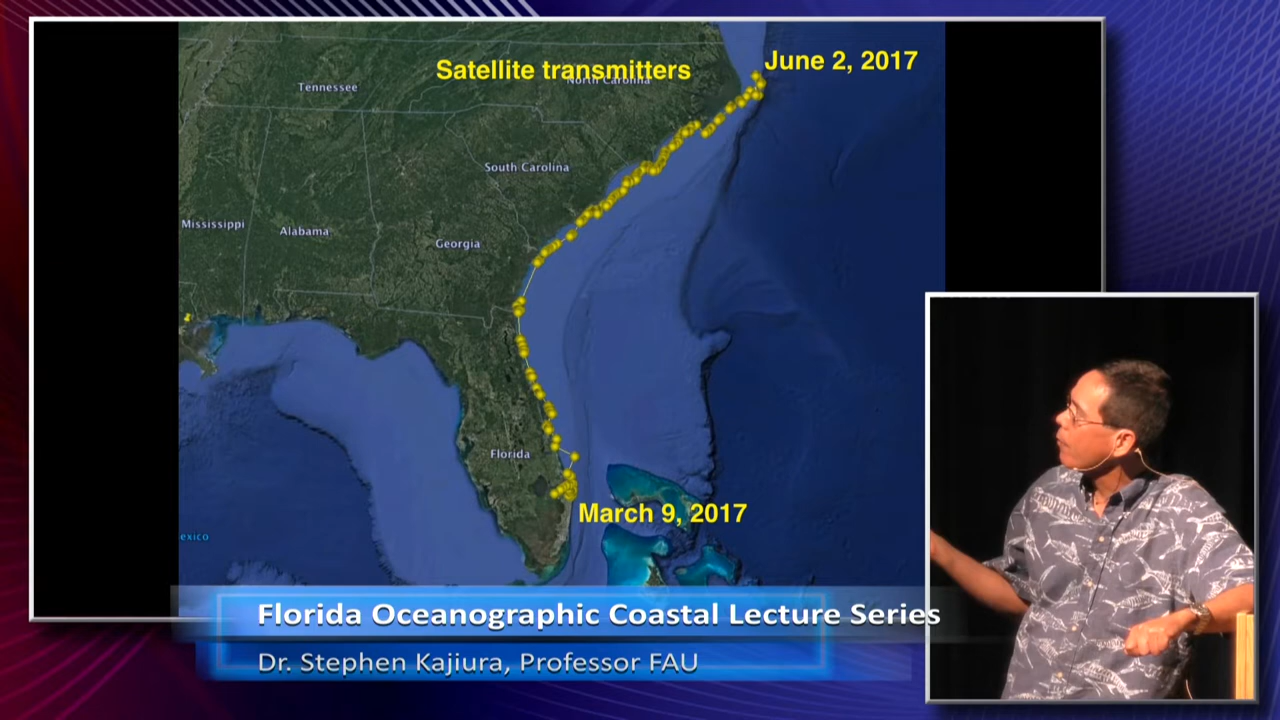 Satellite transmitters
June 2, 2017
North Carolina
Tennessee
South Carolina
Mississippi
Alabama
Georgia
Florida
March 9, 2017
exico
Florida Oceanographic Coastal Lecture Series
Dr. Stephen Kajiura, Professor FAU